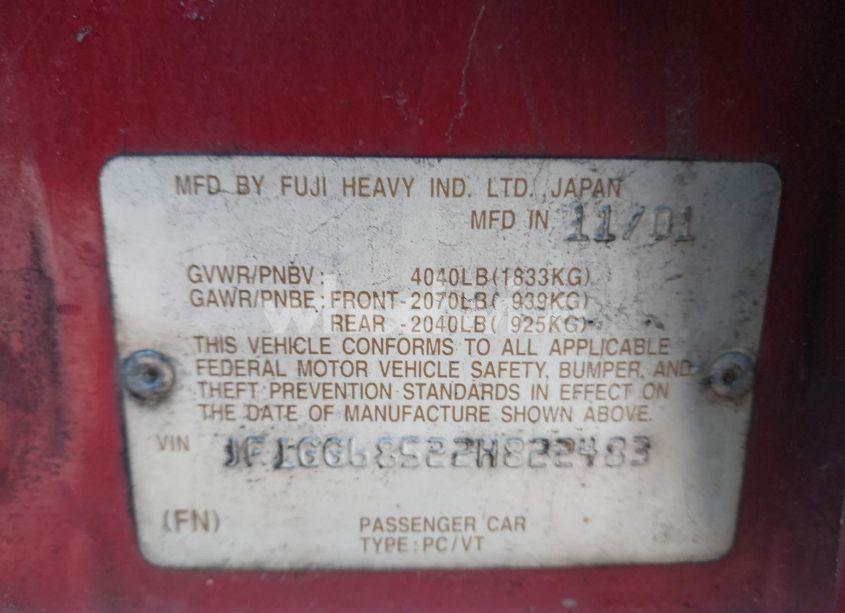 MFD BY FUJI HEAVY IND. LTD. JAPAN
MFD IN 11/01
GVWR/PNBV: 4040LB(1833KG)
GAWR/PNBE: FRONT-2070LB( 939KG)
REAR -2040LB( 925KG)
THIS VEHICLE CONFORMS TO ALL APPLICABLE
FEDERAL MOTOR VEHICLE SAFETY, BUMPER, AND
THEFT PREVENTION STANDARDS IN EFFECT ON
THE DATE OF MANUFACTURE SHOWN ABOVE.
VIN JF1GG68522H822483
(FN) PASSENGER CAR
TYPE: PC/VT